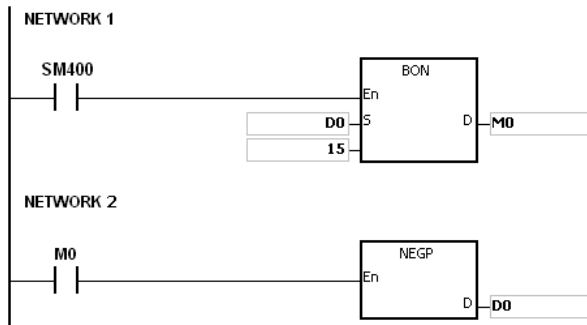 NETWORK 1
SM400
BON
En
D0 S D M0
15
NETWORK 2
M0
NEGP
En
D D0